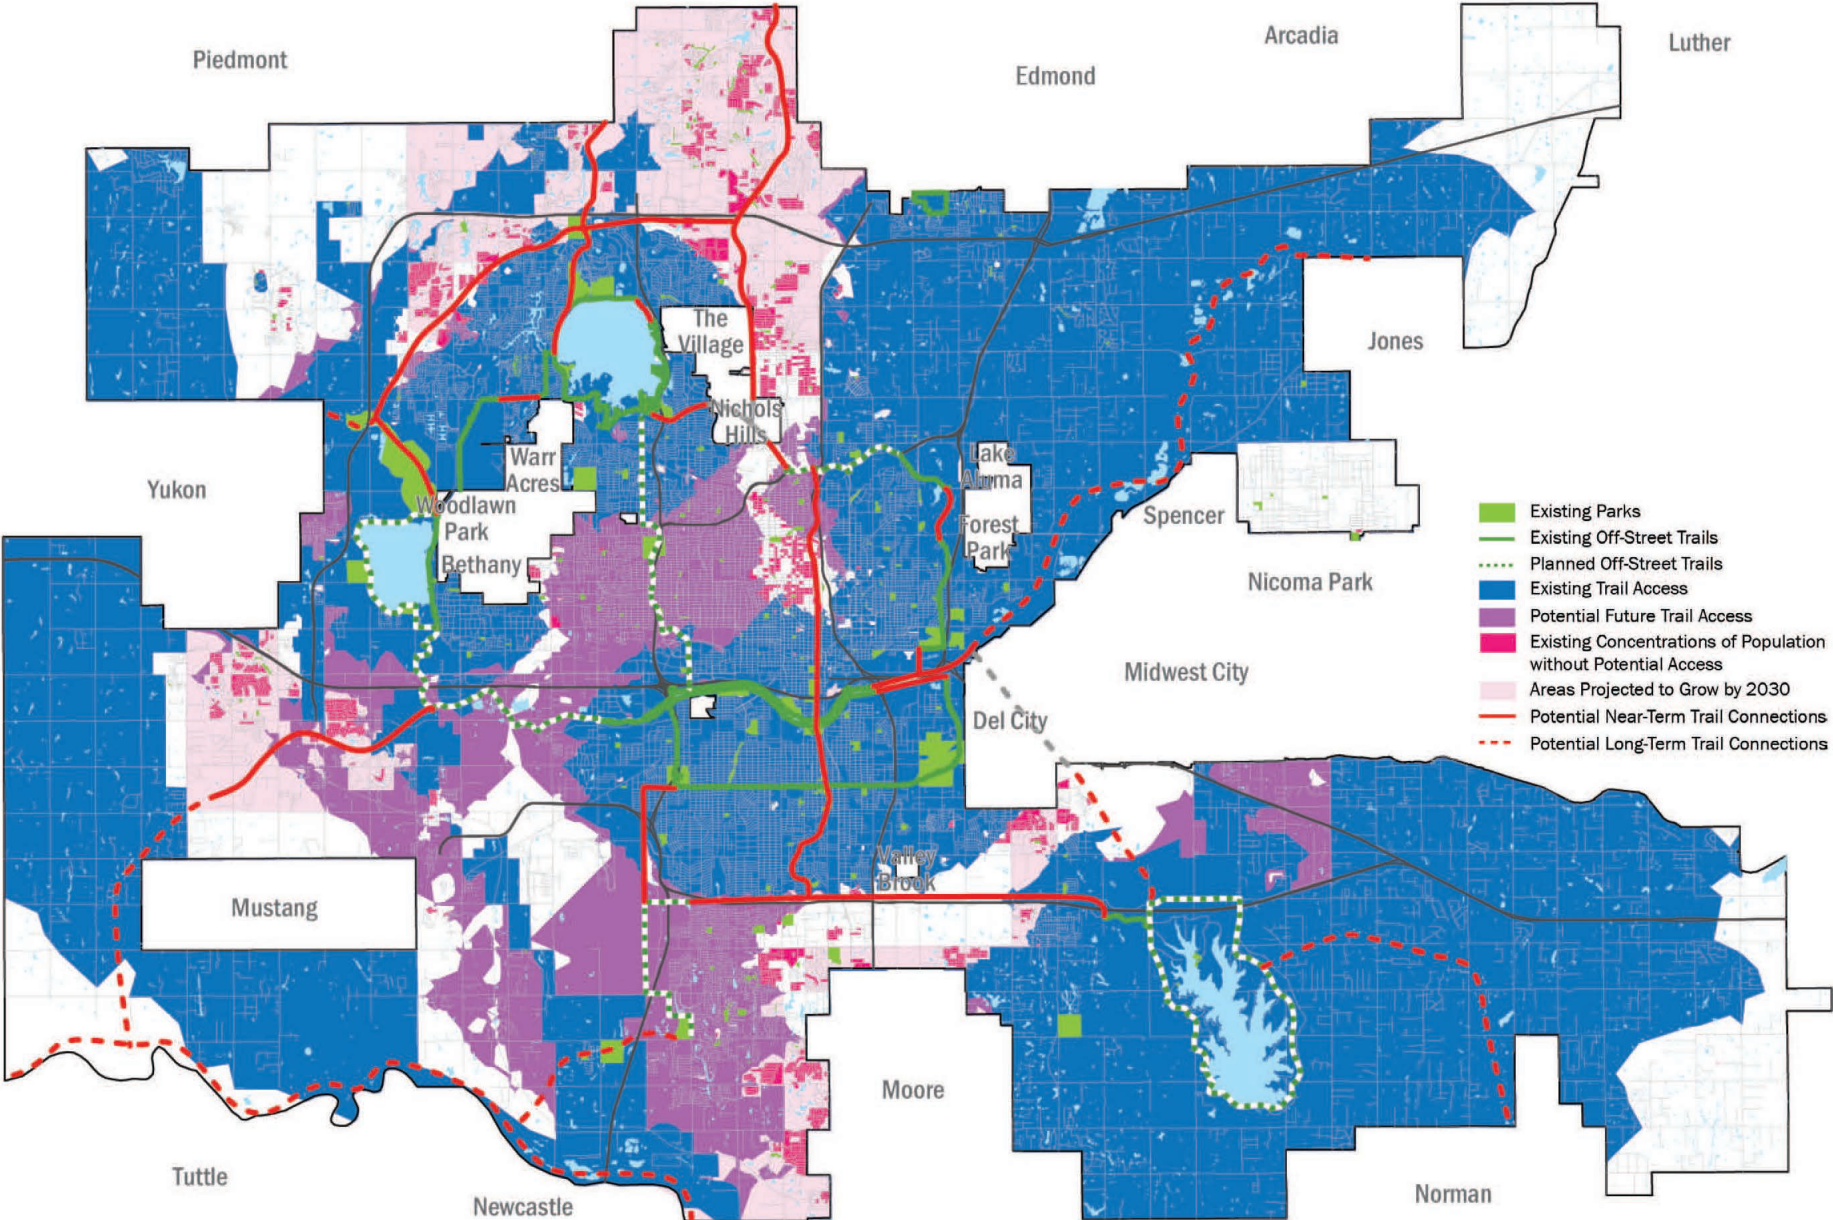 Piedmont
Edmond
Arcadia
Luther
The
Village
Nichols
Hills
Jones
Yukon
Warr
Acres
Woodlawn
Park
Bethany
Lake
Aluma
Forest
Park
Spencer
Nicoma Park
Midwest City
Del City
Mustang
Valley
Brook
Moore
Tuttle
Newcastle
Norman
Existing Parks
Existing Off-Street Trails
Planned Off-Street Trails
Existing Trail Access
Potential Future Trail Access
Existing Concentrations of Population
without Potential Access
Areas Projected to Grow by 2030
Potential Near-Term Trail Connections
Potential Long-Term Trail Connections